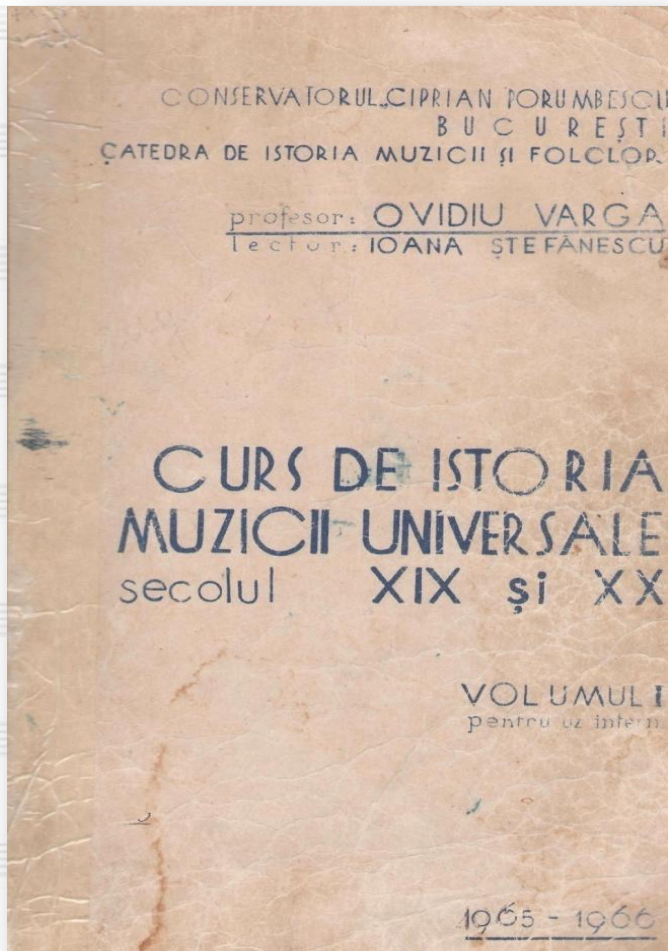 CONSERVATORUL „CIPRIAN PORUMBESCU
BUCUREȘTI
CATEDRA DE ISTORIA MUZICII ȘI FOLCLOR
profesor: OVIDIU VARGA
lector: IOANA ȘTEFĂNESCU
CURS DE ISTORIA
MUZICII UNIVERSALE
secolul XIX și XX
VOLUMUL I
pentru uz intern
1965 - 1966